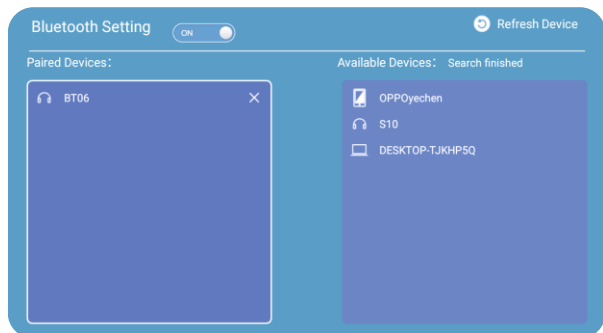 Bluetooth Setting
ON
Refresh Device
Paired Devices:
Available Devices: Search finished
BT06
OPPOyechen
S10
DESKTOP-TJKHP5Q